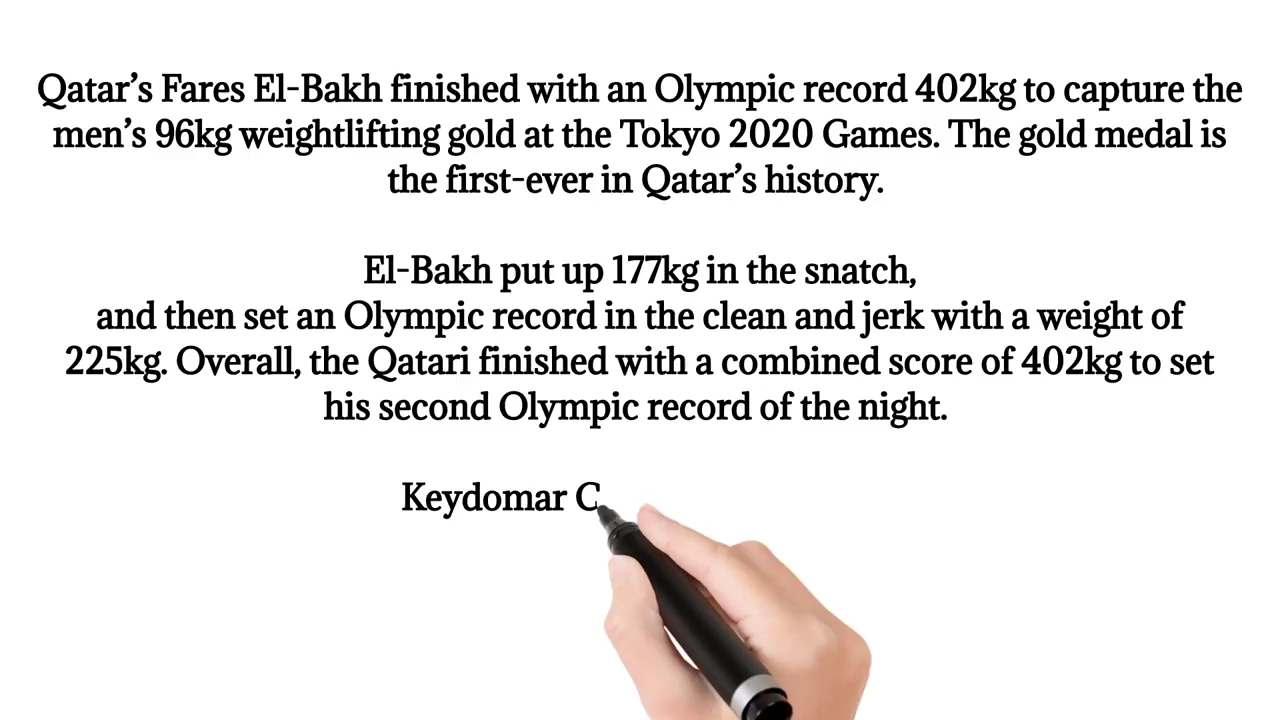 Qatar’s Fares El-Bakh finished with an Olympic record 402kg to capture the
men’s 96kg weightlifting gold at the Tokyo 2020 Games. The gold medal is
the first-ever in Qatar’s history.
El-Bakh put up 177kg in the snatch,
and then set an Olympic record in the clean and jerk with a weight of
225kg. Overall, the Qatari finished with a combined score of 402kg to set
his second Olympic record of the night.
Keydomar C